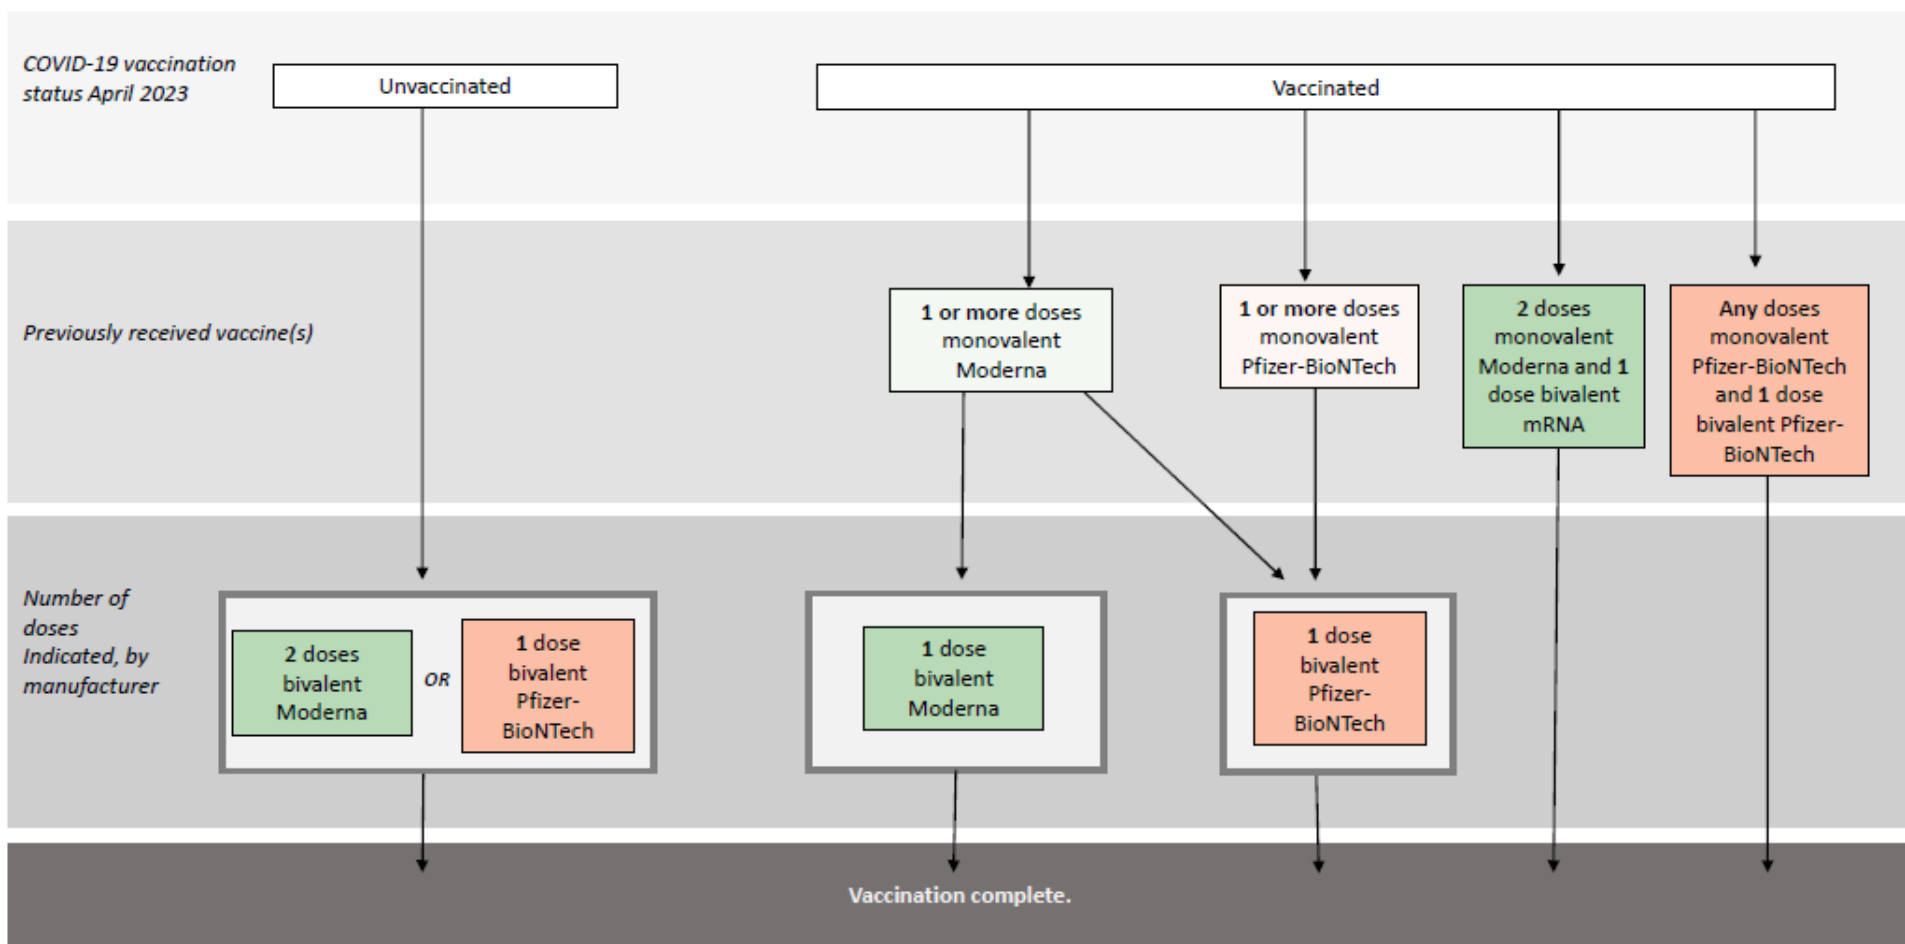 COVID-19 vaccination
status April 2023
Unvaccinated
Vaccinated
Previously received vaccine(s)
1 or more doses
monovalent
Moderna
1 or more doses
monovalent
Pfizer-BioNTech
2 doses
monovalent
Moderna and 1
dose bivalent
mRNA
Any doses
monovalent
Pfizer-BioNTech
and 1 dose
bivalent Pfizer-
BioNTech
Number of
doses
Indicated, by
manufacturer
2 doses
bivalent
Moderna
OR
1 dose
bivalent
Pfizer-
BioNTech
1 dose
bivalent
Moderna
1 dose
bivalent
Pfizer-
BioNTech
Vaccination complete.